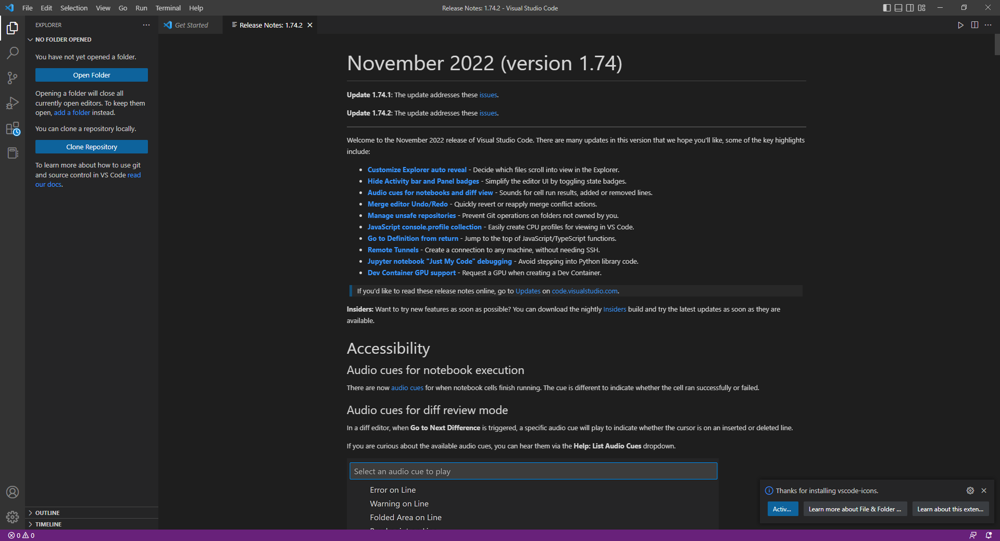 File Edit Selection View Go Run Terminal Help
Release Notes: 1.74.2 - Visual Studio Code
EXPLORER
Get Started
Release Notes: 1.74.2
NO FOLDER OPENED
You have not yet opened a folder.
Open Folder
Opening a folder will close all
currently open editors. To keep them
open, add a folder instead.
You can clone a repository locally.
Clone Repository
To learn more about how to use git
and source control in VS Code read
our docs.
OUTLINE
TIMELINE
November 2022 (version 1.74)
Update 1.74.1: The update addresses these issues.
Update 1.74.2: The update addresses these issues.
Welcome to the November 2022 release of Visual Studio Code. There are many updates in this version that we hope you'll like, some of the key highlights
include:
• Customize Explorer auto reveal - Decide which files scroll into view in the Explorer.
• Hide Activity bar and Panel badges - Simplify the editor UI by toggling state badges.
• Audio cues for notebooks and diff view - Sounds for cell run results, added or removed lines.
• Merge editor Undo/Redo - Quickly revert or reapply merge conflict actions.
• Manage unsafe repositories - Prevent Git operations on folders not owned by you.
• JavaScript console.profile collection - Easily create CPU profiles for viewing in VS Code.
• Go to Definition from return - Jump to the top of JavaScript/TypeScript functions.
• Remote Tunnels - Create a connection to any machine, without needing SSH.
• Jupyter notebook "Just My Code" debugging - Avoid stepping into Python library code.
• Dev Container GPU support - Request a GPU when creating a Dev Container.
If you'd like to read these release notes online, go to Updates on code.visualstudio.com.
Insiders: Want to try new features as soon as possible? You can download the nightly Insiders build and try the latest updates as soon as they are
available.
Accessibility
Audio cues for notebook execution
There are now audio cues for when notebook cells finish running. The cue is different to indicate whether the cell ran successfully or failed.
Audio cues for diff review mode
In a diff editor, when Go to Next Difference is triggered, a specific audio cue will play to indicate whether the cursor is on an inserted or deleted line.
If you are curious about the available audio cues, you can hear them via the Help: List Audio Cues dropdown.
Select an audio cue to play
Error on Line
Warning on Line
Folded Area on Line
Thanks for installing vscode-icons.
Activ...
Learn more about File & Folder ...
Learn about this exten...
0 0